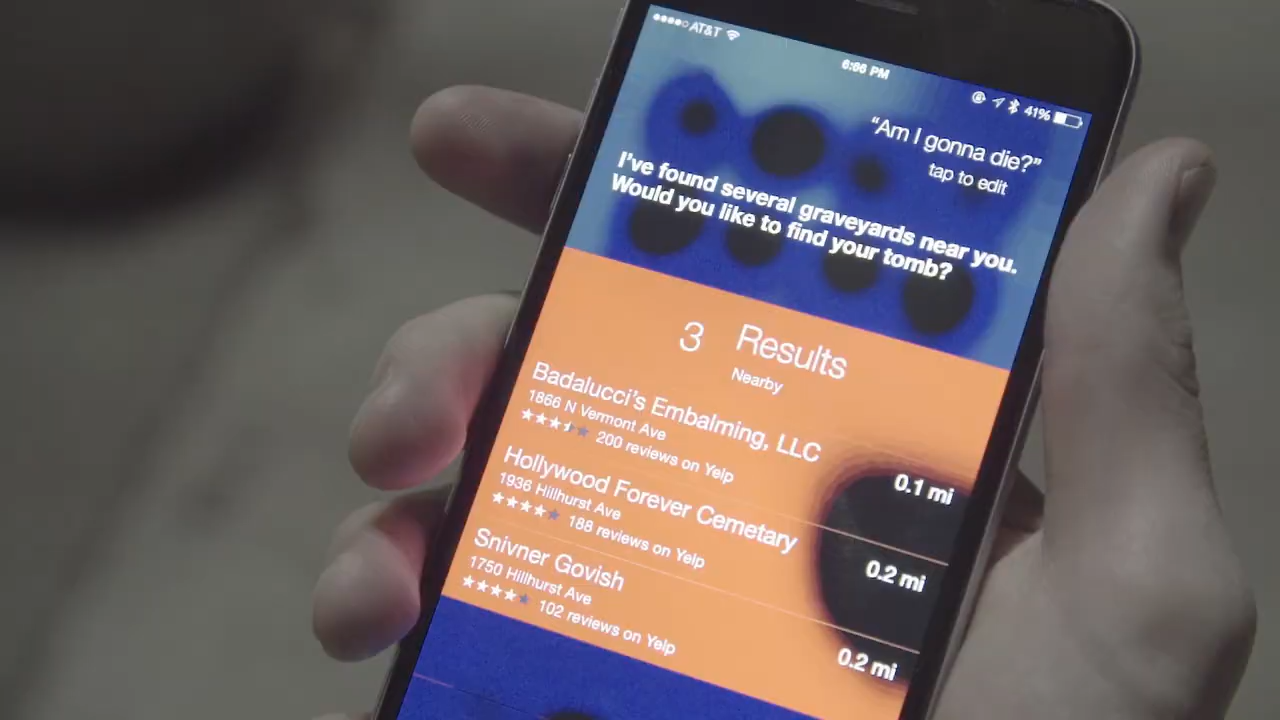 AT&T
6:66 PM
41%
“Am I gonna die?”
tap to edit
I’ve found several graveyards near you.
Would you like to find your tomb?
3 Results
Nearby
Badalucci’s Embalming, LLC
1866 N Vermont Ave
200 reviews on Yelp
0.1 mi
Hollywood Forever Cemetary
1936 Hillhurst Ave
188 reviews on Yelp
0.2 mi
Snivner Govish
1750 Hillhurst Ave
102 reviews on Yelp
0.2 mi